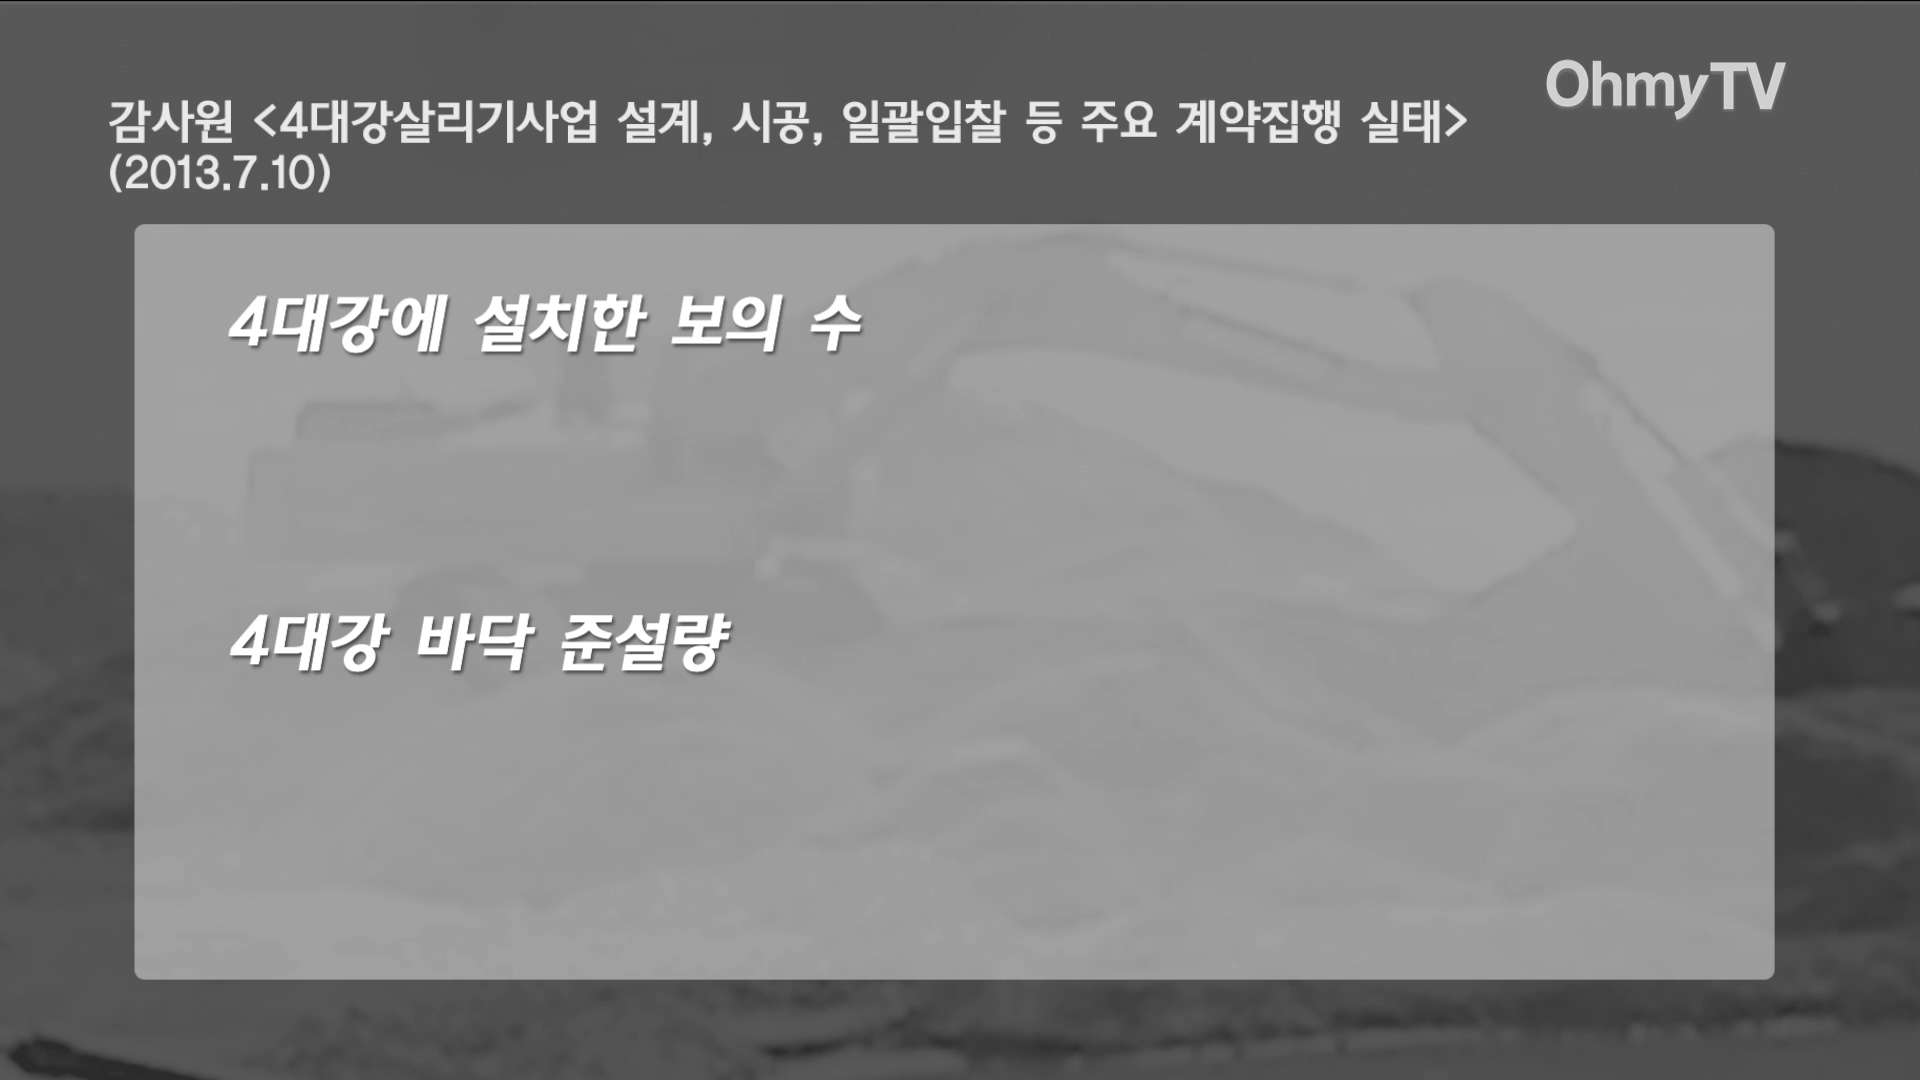 OhmyTV
감사원 <4대강살리기사업 설계, 시공, 일괄입찰 등 주요 계약집행 실태>
(2013.7.10)
4대강에 설치한 보의 수
4대강 바닥 준설량